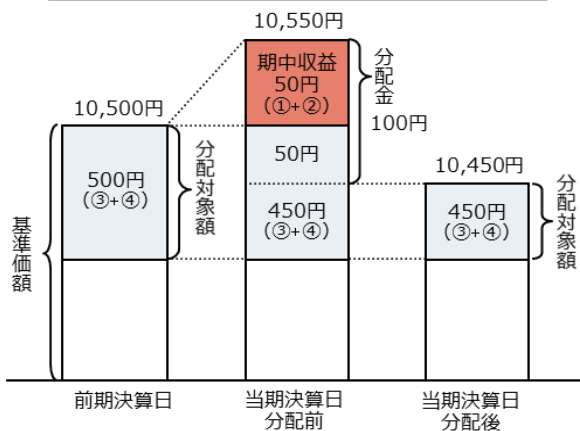 10,550円
期中収益
50円
(①+②)
分配金
100円
10,500円
50円
10,450円
500円
(③+④)
分配対象額
450円
(③+④)
450円
(③+④)
分配対象額
基準価額
前期決算日
当期決算日
分配前
当期決算日
分配後